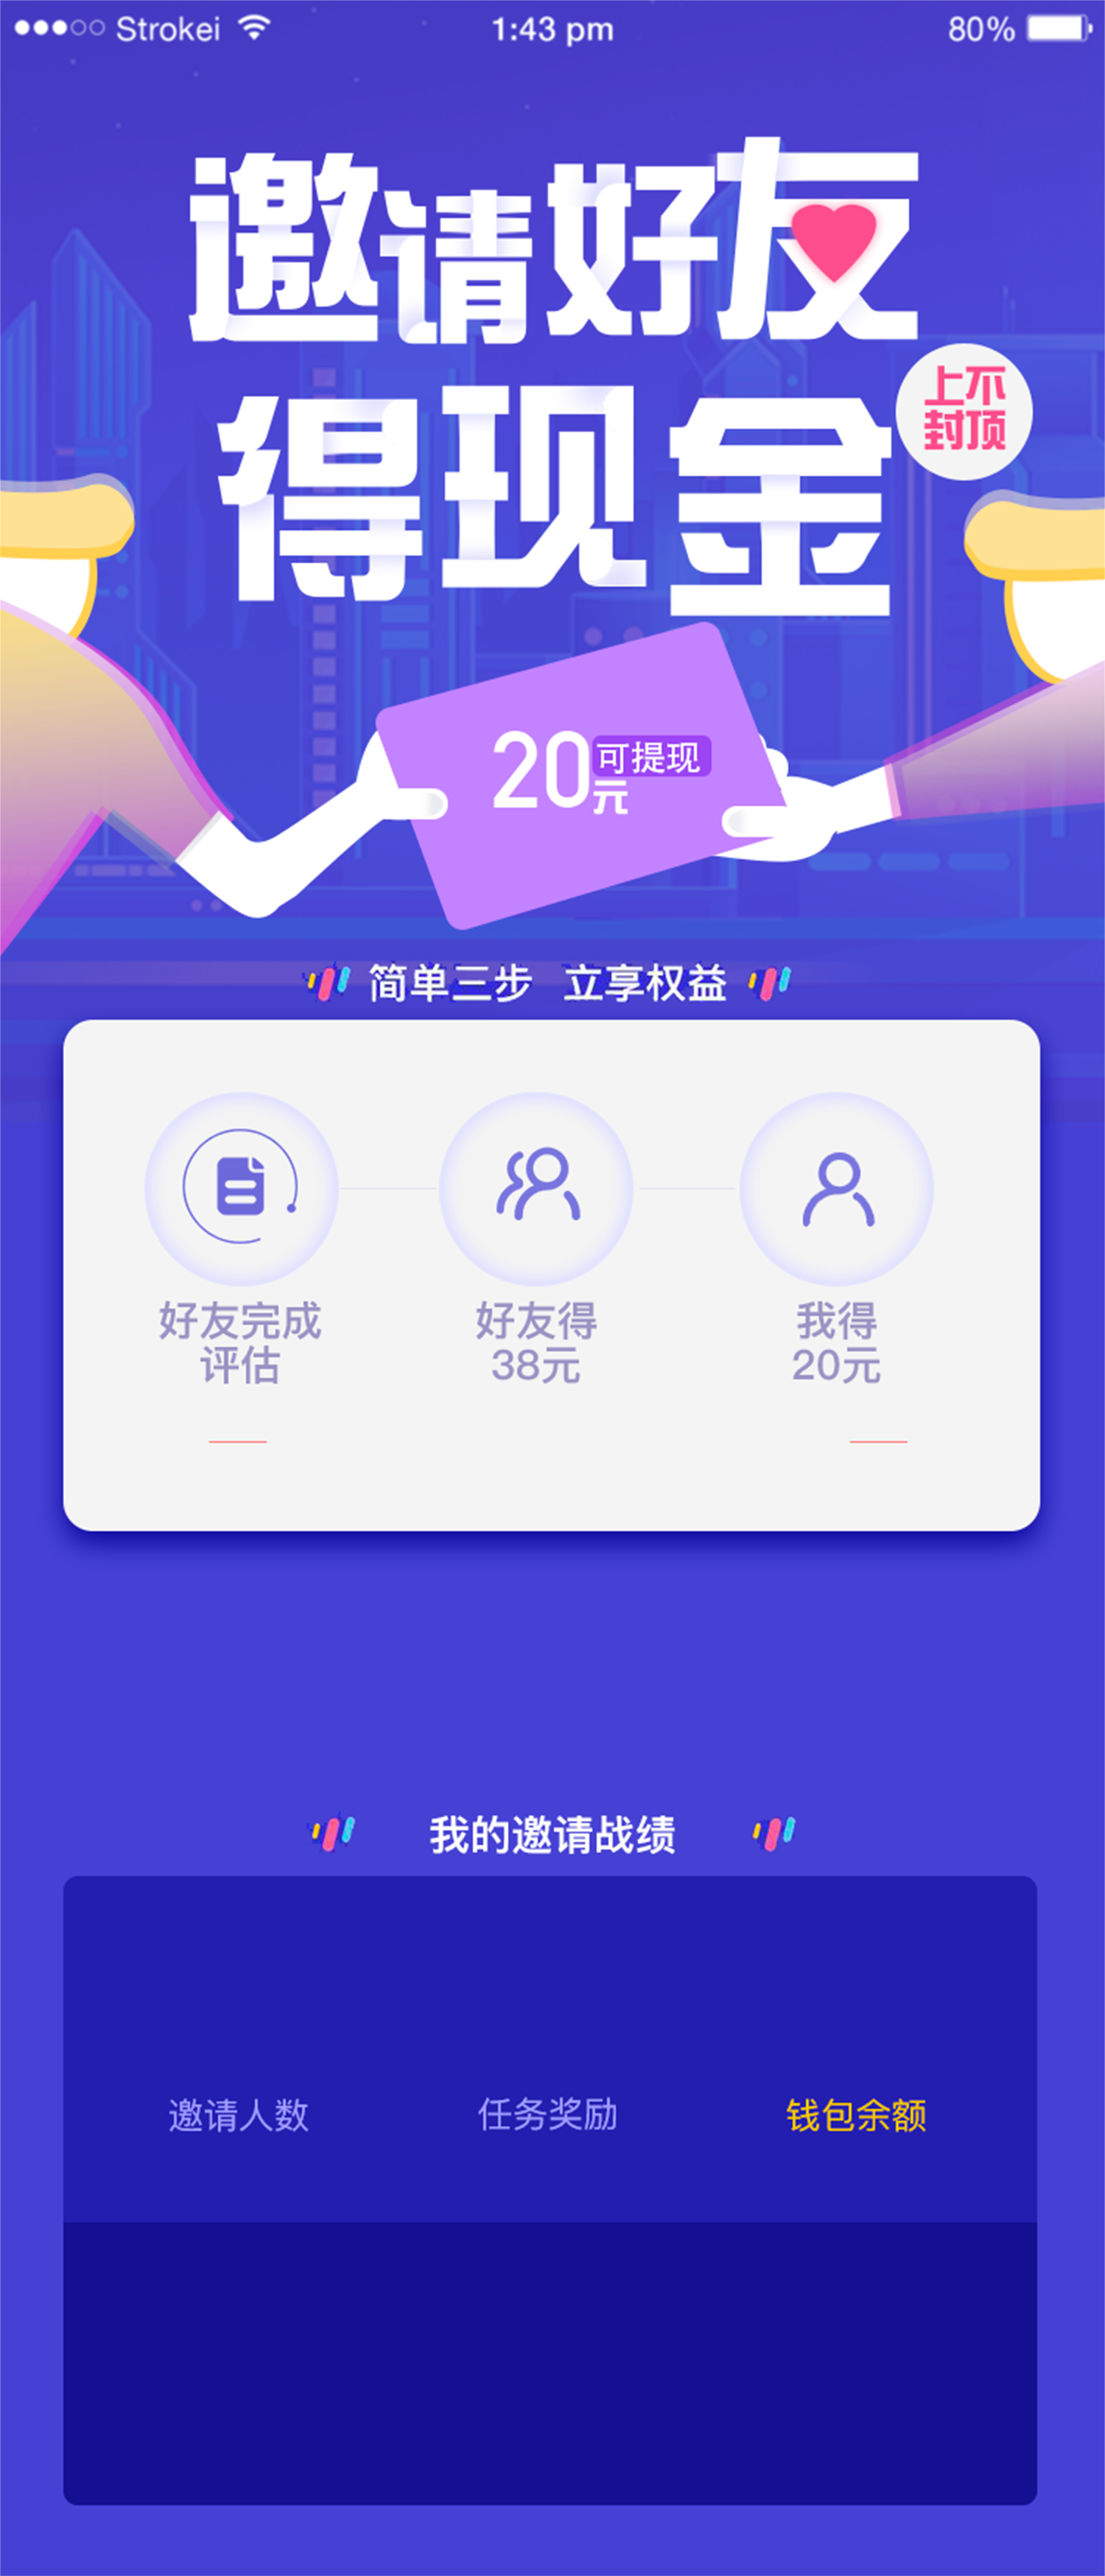 Strokei
1:43 pm
80%
邀请好友
得现金
上不
封顶
20元
可提现
简单三步 立享权益
好友完成
评估
好友得
38元
我得
20元
我的邀请战绩
邀请人数
任务奖励
钱包余额